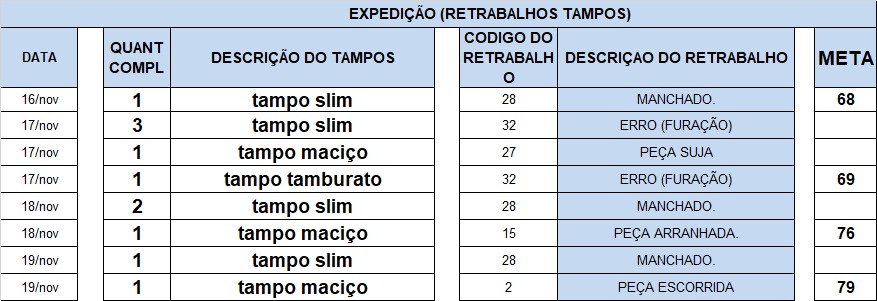 EXPEDIÇÃO (RETRABALHOS TAMPOS)
DATA QUANT COMPL DESCRIÇÃO DO TAMPOS CODIGO DO RETRABALHO DESCRIÇAO DO RETRABALHO META
16/nov 1 tampo slim 28 MANCHADO. 68
17/nov 3 tampo slim 32 ERRO (FURAÇÃO)
17/nov 1 tampo maciço 27 PEÇA SUJA
17/nov 1 tampo tamburato 32 ERRO (FURAÇÃO) 69
18/nov 2 tampo slim 28 MANCHADO.
18/nov 1 tampo maciço 15 PEÇA ARRANHADA. 76
19/nov 1 tampo slim 28 MANCHADO.
19/nov 1 tampo maciço 2 PEÇA ESCORRIDA 79